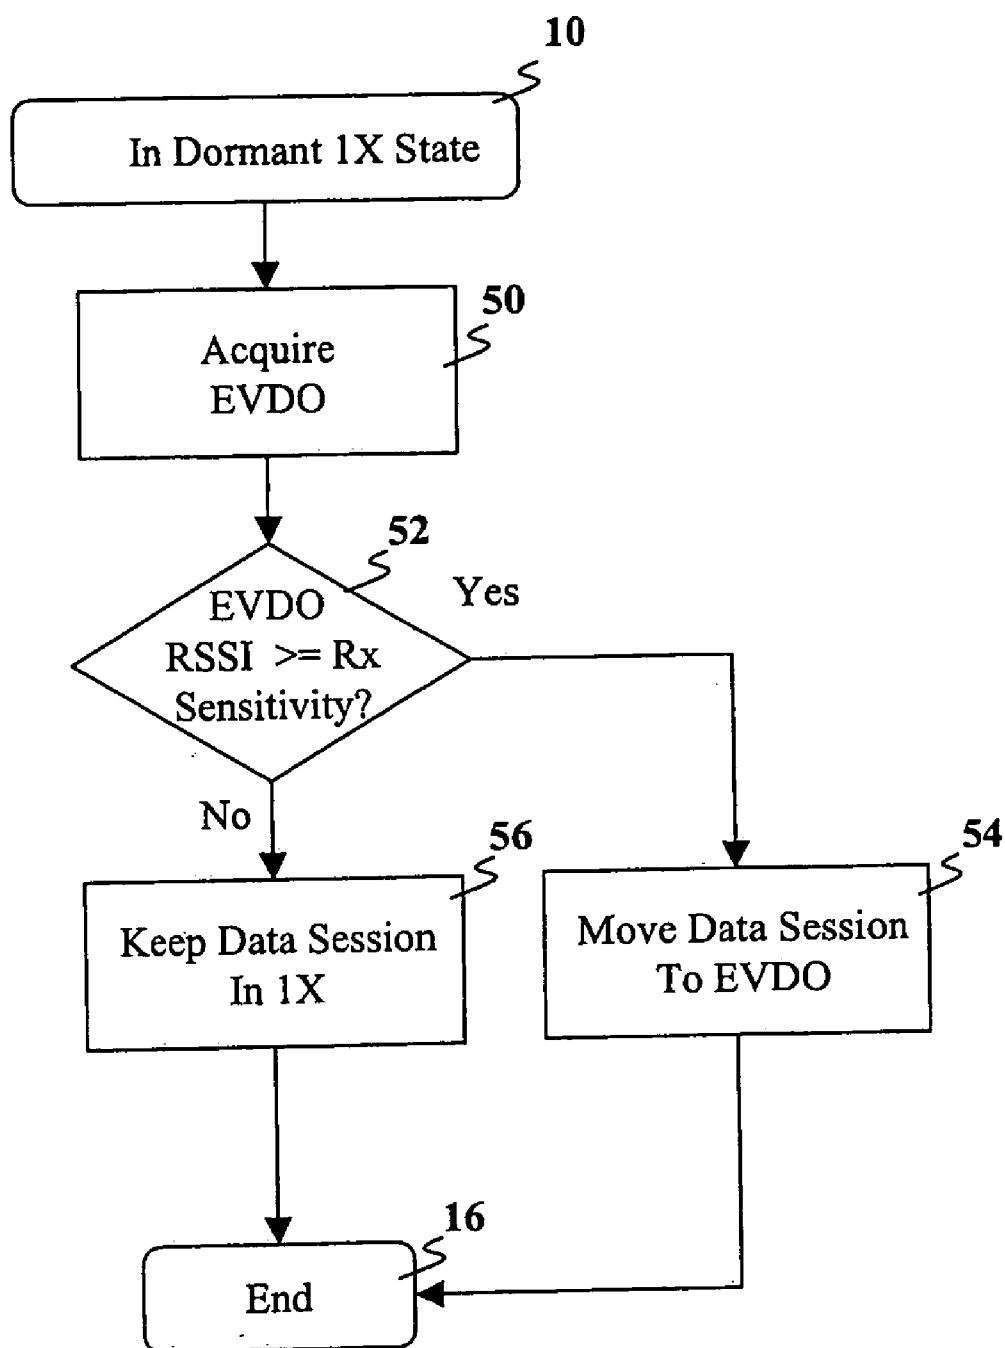 10
In Dormant 1X State
50
Acquire
EVDO
52
EVDO
RSSI >= Rx
Sensitivity?
Yes
No
56
Keep Data Session
In 1X
54
Move Data Session
To EVDO
16
End